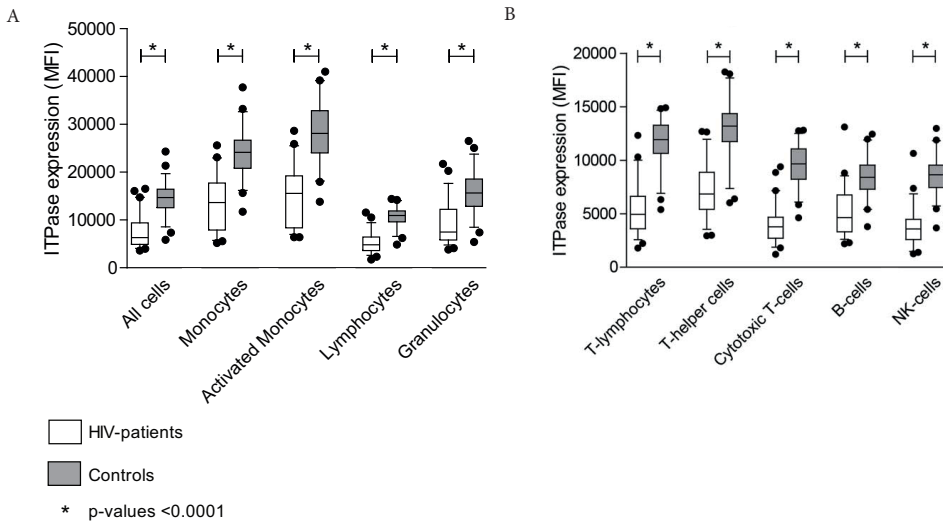 A
ITPase expression (MFI)
50000
40000
30000
20000
10000
0
* * * * *
All cells
Monocytes
Activated Monocytes
Lymphocytes
Granulocytes
B
ITPase expression (MFI)
20000
15000
10000
5000
0
* * * * *
T-lymphocytes
T-helper cells
Cytotoxic T-cells
B-cells
NK-cells
HIV-patients
Controls
* p-values <0.0001